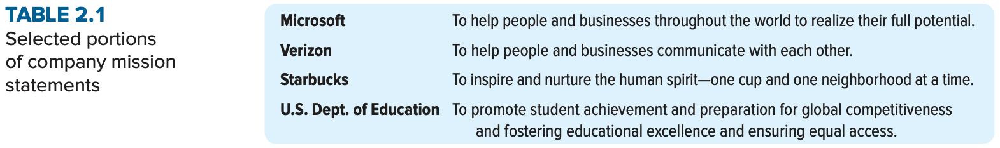 TABLE 2.1
Selected portions
of company mission
statements
Microsoft To help people and businesses throughout the world to realize their full potential.
Verizon To help people and businesses communicate with each other.
Starbucks To inspire and nurture the human spirit—one cup and one neighborhood at a time.
U.S. Dept. of Education To promote student achievement and preparation for global competitiveness
and fostering educational excellence and ensuring equal access.